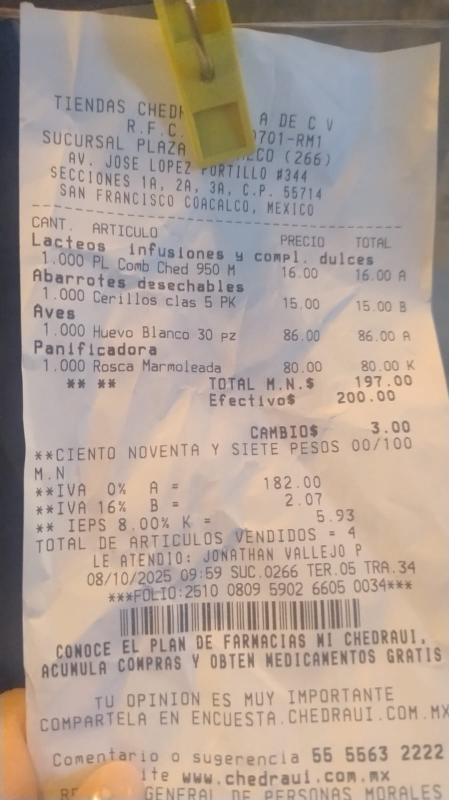 TIENDAS CHED A DE C V
R.F.C. 701-RM1
SUCURSAL PLAZA CO (266)
AV. JOSE LOPEZ PORTILLO #344
SECCIONES 1A, 2A, 3A, C.P. 55714
SAN FRANCISCO COACALCO, MEXICO
CANT. ARTICULO PRECIO TOTAL
Lacteos infusiones y compl. dulces
1.000 PL Comb Ched 950 M 16.00 16.00 A
Abarrotes desechables
1.000 Cerillos clas 5 PK 15.00 15.00 B
Aves
1.000 Huevo Blanco 30 pz 86.00 86.00 A
Panificadora
1.000 Rosca Marmoleada 80.00 80.00 K
** ** TOTAL M.N.$ 197.00
Efectivo$ 200.00
CAMBIO$ 3.00
**CIENTO NOVENTA Y SIETE PESOS 00/100
M.N
**IVA 0% A = 182.00
**IVA 16% B = 2.07
** IEPS 8.00% K = 5.93
TOTAL DE ARTICULOS VENDIDOS = 4
LE ATENDIO: JONATHAN VALLEJO P
08/10/2025 09:59 SUC.0266 TER.05 TRA.34
***FOLIO:2510 0809 5902 6605 0034***
CONOCE EL PLAN DE FARMACIAS MI CHEDRAUI,
ACUMULA COMPRAS Y OBTEN MEDICAMENTOS GRATIS
TU OPINION ES MUY IMPORTANTE
COMPARTELA EN ENCUESTA.CHEDRAUI.COM.MX
Comentario o sugerencia 55 5563 2222
ite www.chedraui.com.mx
GENERAL DE PERSONAS MORALES